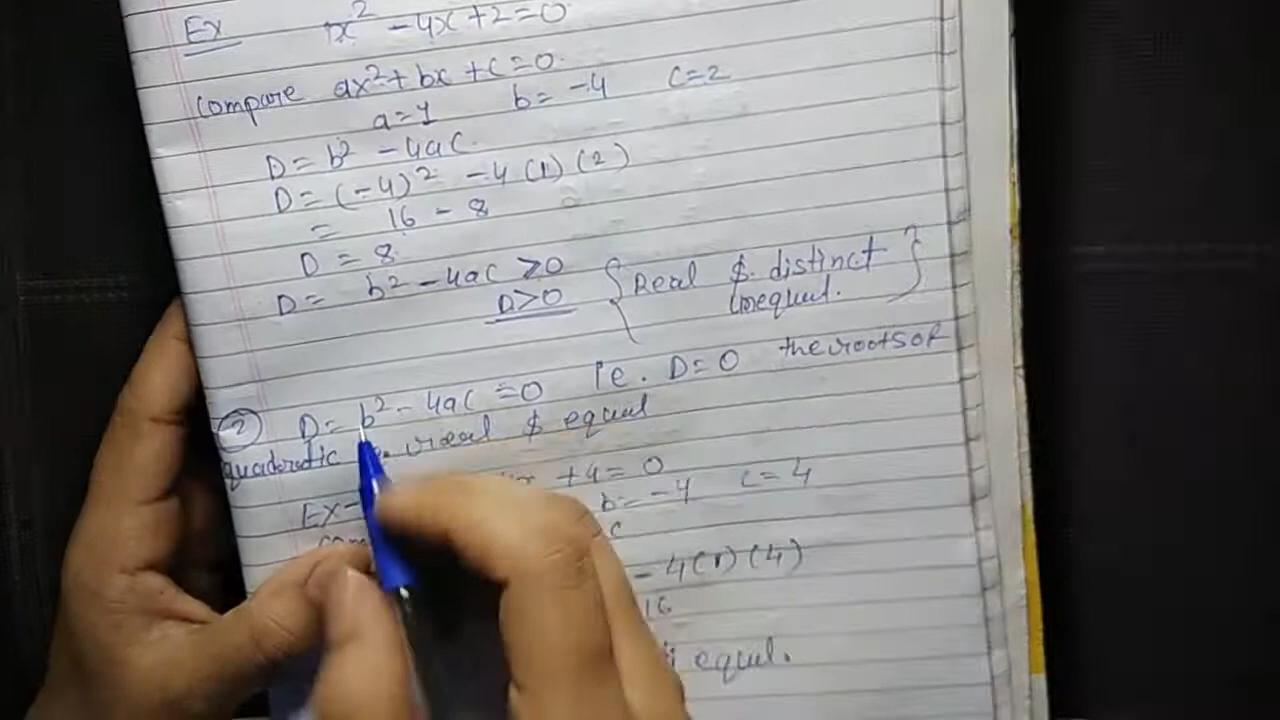 Ex x² - 4x + 2 = 0
Compare ax² + bx + c = 0
a = 1 b = -4 c = 2
D = b² - 4ac
D = (-4)² - 4 (1) (2)
= 16 - 8
D = 8
D = b² - 4ac > 0 { Real & distinct }
D > 0 Unequal.
(2) D = b² - 4ac = 0 ie. D = 0 the roots of
quadratic real & equal
Ex - + 4 = 0
b = -4 c = 4
c
- 4 (1) (4)
16
equal.